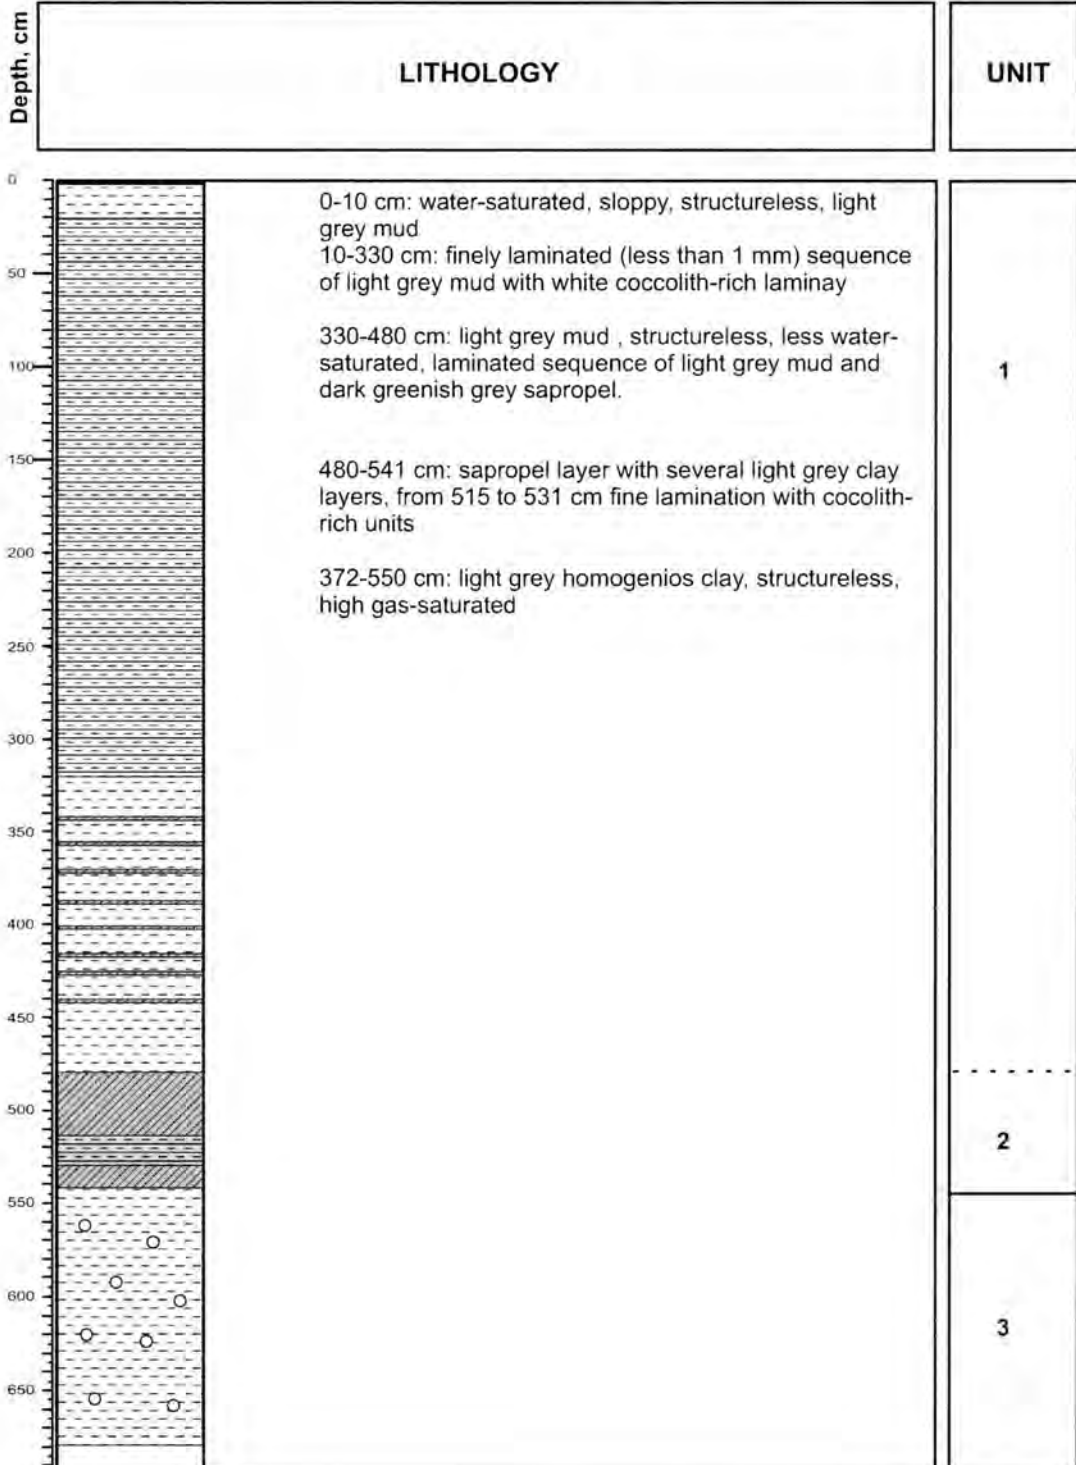 Depth, cm
LITHOLOGY
UNIT
0
50
100
150
200
250
300
350
400
450
500
550
600
650
0-10 cm: water-saturated, sloppy, structureless, light
grey mud
10-330 cm: finely laminated (less than 1 mm) sequence
of light grey mud with white coccolith-rich laminay
330-480 cm: light grey mud , structureless, less water-
saturated, laminated sequence of light grey mud and
dark greenish grey sapropel.
480-541 cm: sapropel layer with several light grey clay
layers, from 515 to 531 cm fine lamination with cocolith-
rich units
372-550 cm: light grey homogenios clay, structureless,
high gas-saturated
1
2
3